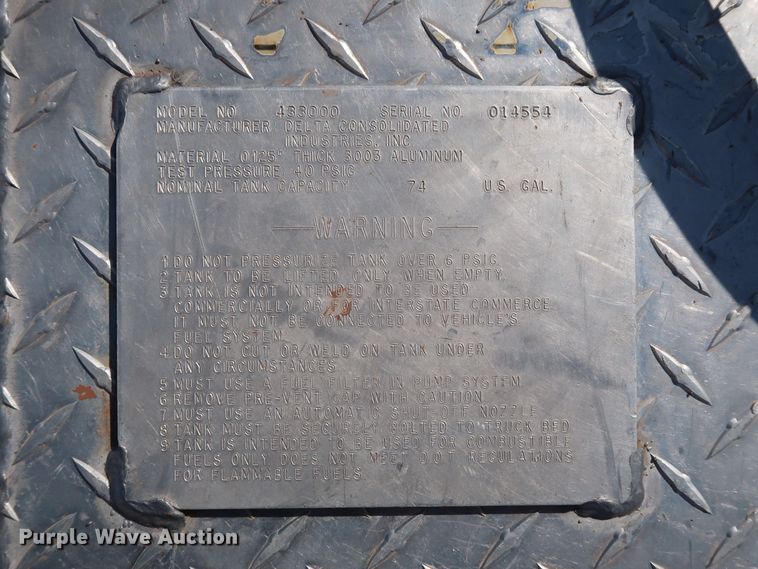 MODEL NO 433000 SERIAL NO. 014554
MANUFACTURER DELTA CONSOLIDATED
INDUSTRIES, INC
MATERIAL 0.125" THICK 3003 ALUMINUM
TEST PRESSURE 4.0 PSIG
NOMINAL TANK CAPACITY 74 U.S. GAL.
WARNING
1. DO NOT PRESSURIZE TANK OVER 6 PSIG.
2. TANK TO BE LIFTED ONLY WHEN EMPTY.
3. TANK IS NOT INTENDED TO BE USED
COMMERCIALLY OR FOR INTERSTATE COMMERCE
IT MUST NOT BE CONNECTED TO VEHICLE'S
FUEL SYSTEM.
4. DO NOT CUT OR/WELD ON TANK UNDER
ANY CIRCUMSTANCES
5 MUST USE A FUEL FILTER IN PUMP SYSTEM.
6 REMOVE PRE-VENT CAP WITH CAUTION.
7 MUST USE AN AUTOMATIC SHUT-OFF NOZZLE
8 TANK MUST BE SECURELY BOLTED TO TRUCK BED
9 TANK IS INTENDED TO BE USED FOR COMBUSTIBLE
FUELS ONLY DOES NOT MEET D.O.T REGULATIONS
FOR FLAMMABLE FUELS.
Purple Wave Auction